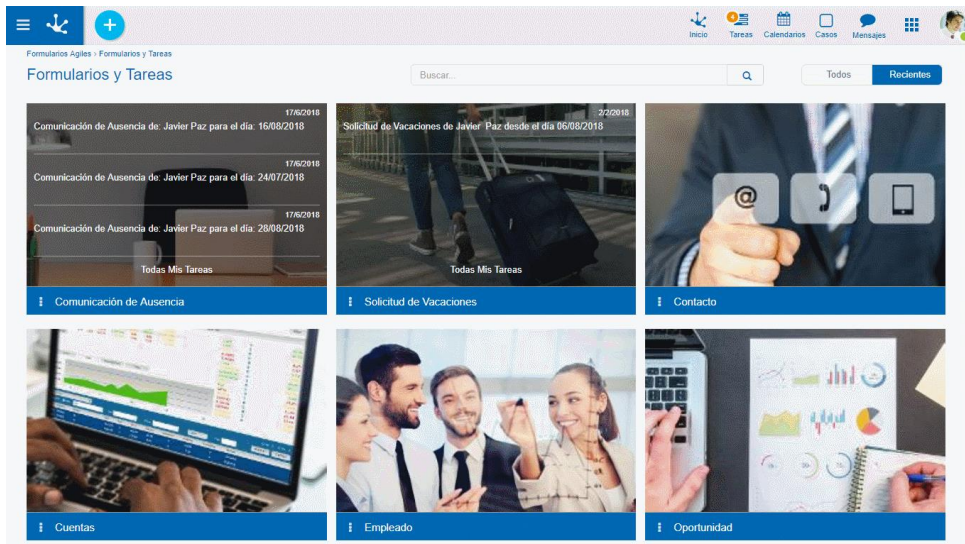 Inicio
Tareas
Calendarios
Casos
Mensajes
Formularios Agiles › Formularios y Tareas
Formularios y Tareas
Buscar...
Todos
Recientes
17/6/2018
Comunicación de Ausencia de: Javier Paz para el día: 16/08/2018
17/6/2018
Comunicación de Ausencia de: Javier Paz para el día: 24/07/2018
17/6/2018
Comunicación de Ausencia de: Javier Paz para el día: 28/08/2018
Todas Mis Tareas
Comunicación de Ausencia
2/2/2018
Solicitud de Vacaciones de Javier Paz desde el día 06/08/2018
Todas Mis Tareas
Solicitud de Vacaciones
@
Contacto
Cuentas
Empleado
Oportunidad